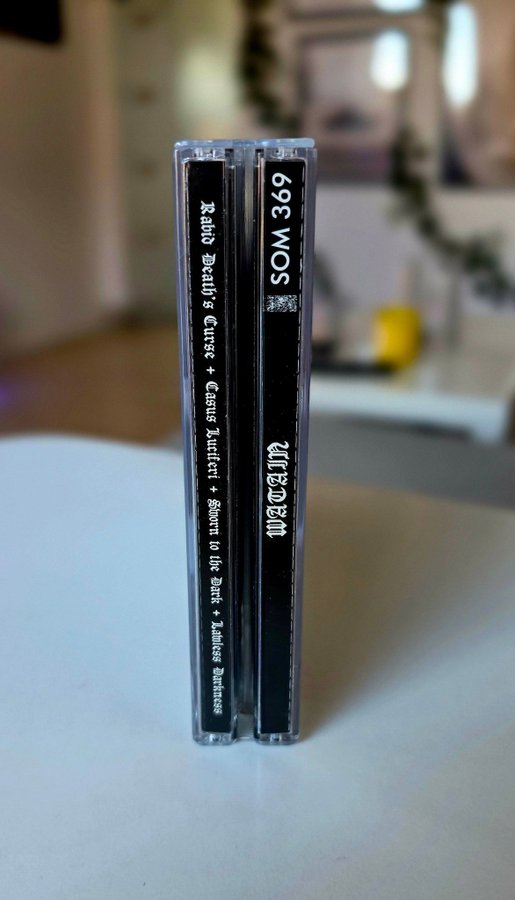 Rabid Death's Curse + Casus Luciferi + Sworn to the Dark + Lawless Darkness
WATAIN
SOM 369